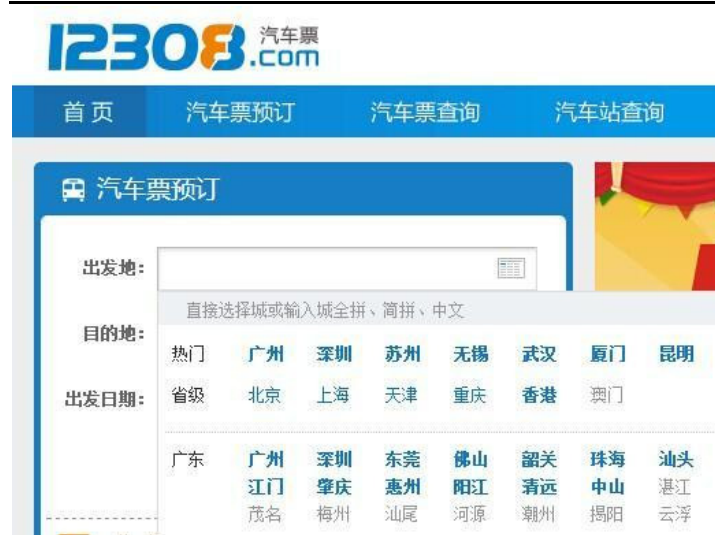 12308 汽车票
.com
首页 汽车票预订 汽车票查询 汽车站查询
汽车票预订
出发地：
直接选择城或输入城全拼、简拼、中文
目的地：
热门 广州 深圳 苏州 无锡 武汉 厦门 昆明
出发日期： 省级 北京 上海 天津 重庆 香港 澳门
广东 广州 深圳 东莞 佛山 韶关 珠海 汕头
江门 肇庆 惠州 阳江 清远 中山 湛江
茂名 梅州 汕尾 河源 潮州 揭阳 云浮